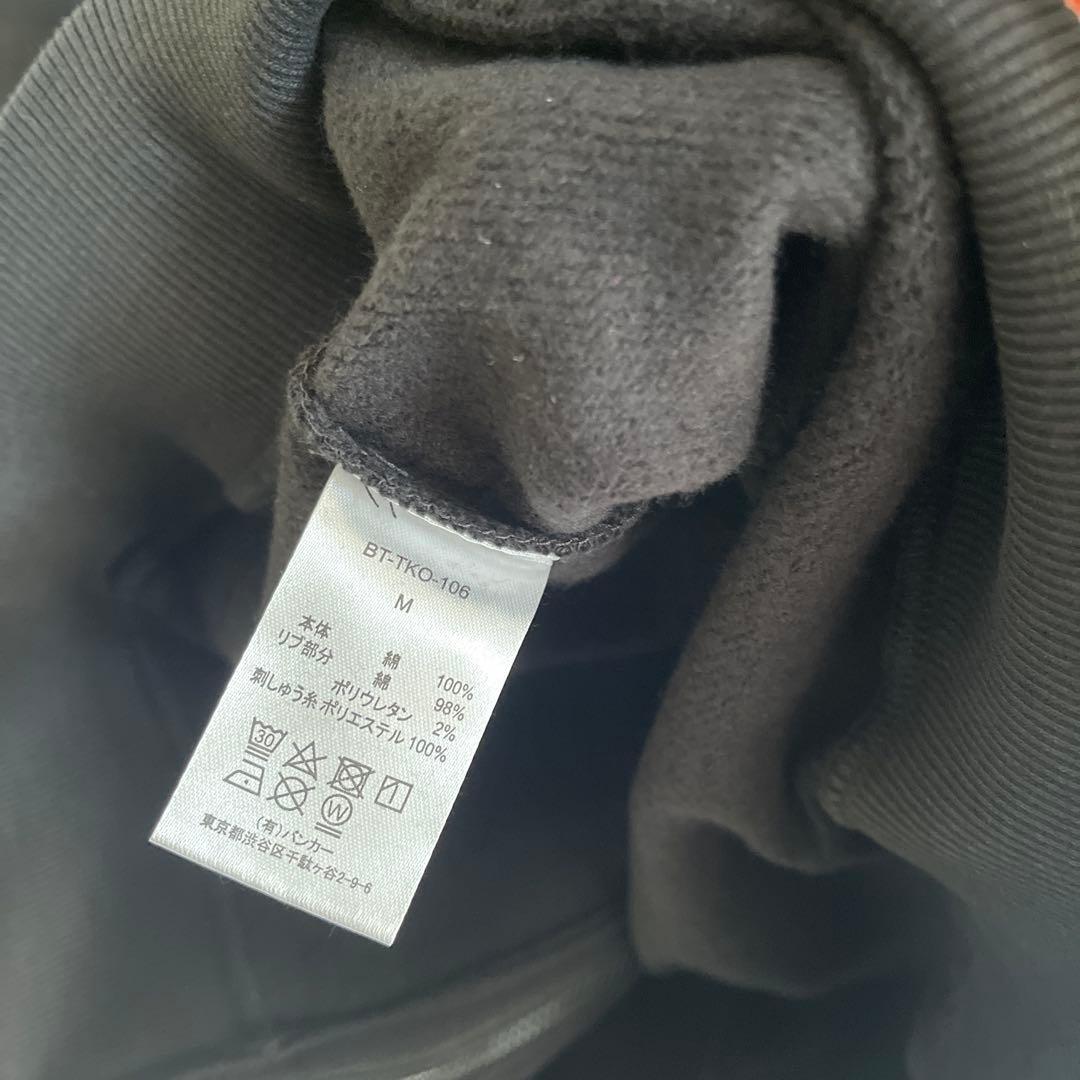 BT-TKO-106
M
本体 綿 100%
リブ部分 綿 98%
ポリウレタン 2%
刺しゅう糸 ポリエステル 100%
30
W
(有)バンカー
東京都渋谷区千駄ヶ谷2-9-6